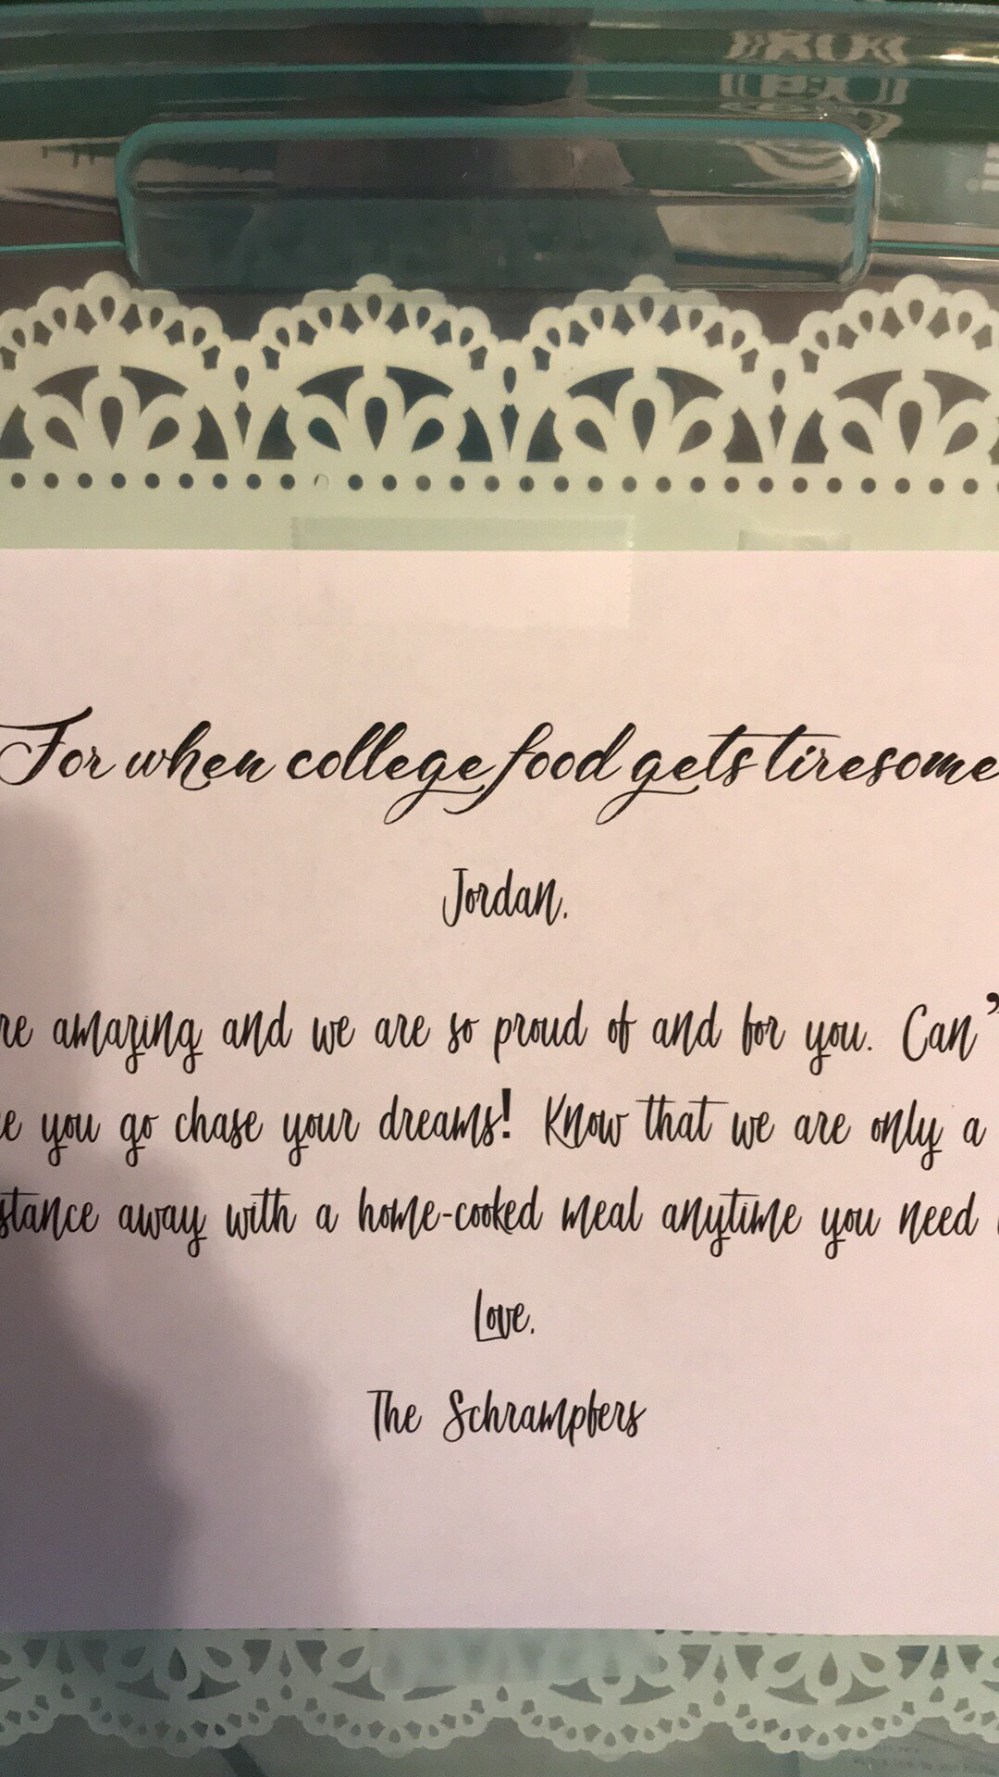 For when college food gets tiresome
Jordan,
re amazing and we are so proud of and for you. Can'
e you go chase your dreams! Know that we are only a
stance away with a home-cooked meal anytime you need
Love,
The Schrampfers